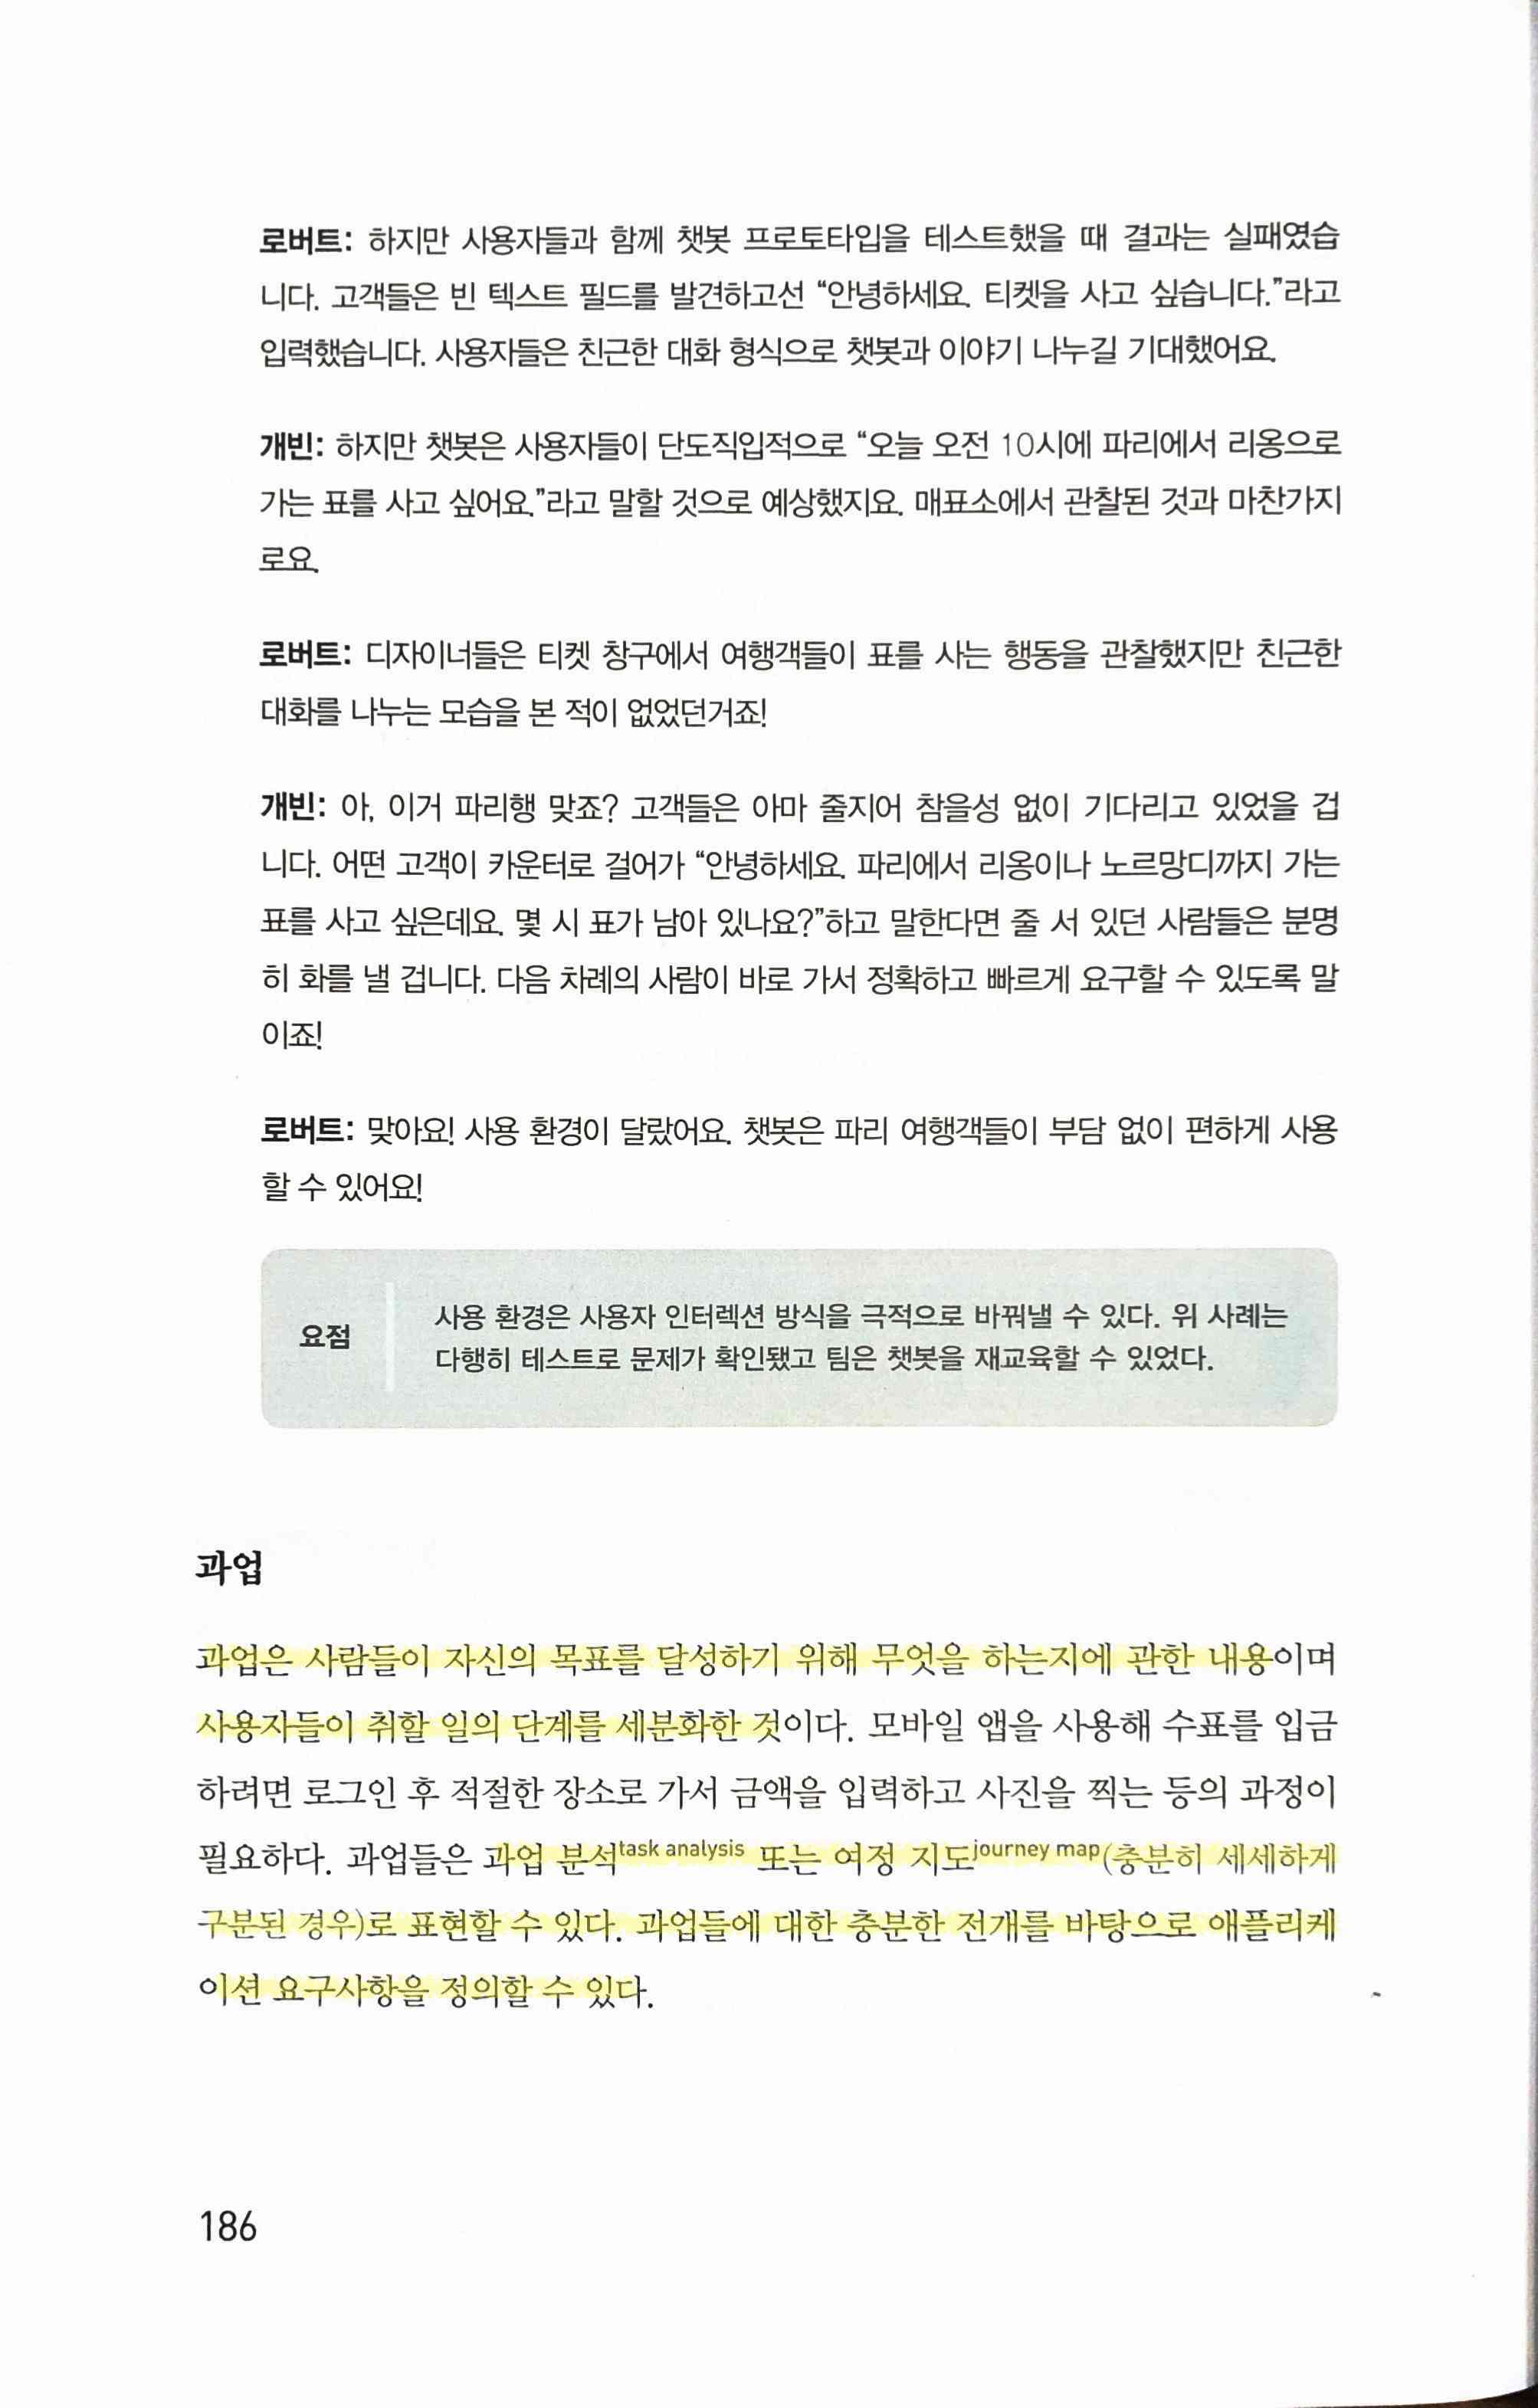 로버트: 하지만 사용자들과 함께 챗봇 프로토타입을 테스트했을 때 결과는 실패였습
니다. 고객들은 빈 텍스트 필드를 발견하고선 “안녕하세요. 티켓을 사고 싶습니다.”라고
입력했습니다. 사용자들은 친근한 대화 형식으로 챗봇과 이야기 나누길 기대했어요.
개빈: 하지만 챗봇은 사용자들이 단도직입적으로 “오늘 오전 10시에 파리에서 리옹으로
가는 표를 사고 싶어요.”라고 말할 것으로 예상했지요. 매표소에서 관찰된 것과 마찬가지
로요.
로버트: 디자이너들은 티켓 창구에서 여행객들이 표를 사는 행동을 관찰했지만 친근한
대화를 나누는 모습을 본 적이 없었던거죠!
개빈: 아, 이거 파리행 맞죠? 고객들은 아마 줄지어 참을성 없이 기다리고 있었을 겁
니다. 어떤 고객이 카운터로 걸어가 “안녕하세요. 파리에서 리옹이나 노르망디까지 가는
표를 사고 싶은데요. 몇 시 표가 남아 있나요?”하고 말한다면 줄 서 있던 사람들은 분명
히 화를 낼 겁니다. 다음 차례의 사람이 바로 가서 정확하고 빠르게 요구할 수 있도록 말
이죠!
로버트: 맞아요! 사용 환경이 달랐어요. 챗봇은 파리 여행객들이 부담 없이 편하게 사용
할 수 있어요!
요점
사용 환경은 사용자 인터렉션 방식을 극적으로 바꿔낼 수 있다. 위 사례는
다행히 테스트로 문제가 확인됐고 팀은 챗봇을 재교육할 수 있었다.
과업
과업은 사람들이 자신의 목표를 달성하기 위해 무엇을 하는지에 관한 내용이며
사용자들이 취할 일의 단계를 세분화한 것이다. 모바일 앱을 사용해 수표를 입금
하려면 로그인 후 적절한 장소로 가서 금액을 입력하고 사진을 찍는 등의 과정이
필요하다. 과업들은 과업 분석task analysis 또는 여정 지도journey map(충분히 세세하게
구분된 경우)로 표현할 수 있다. 과업들에 대한 충분한 전개를 바탕으로 애플리케
이션 요구사항을 정의할 수 있다.
186